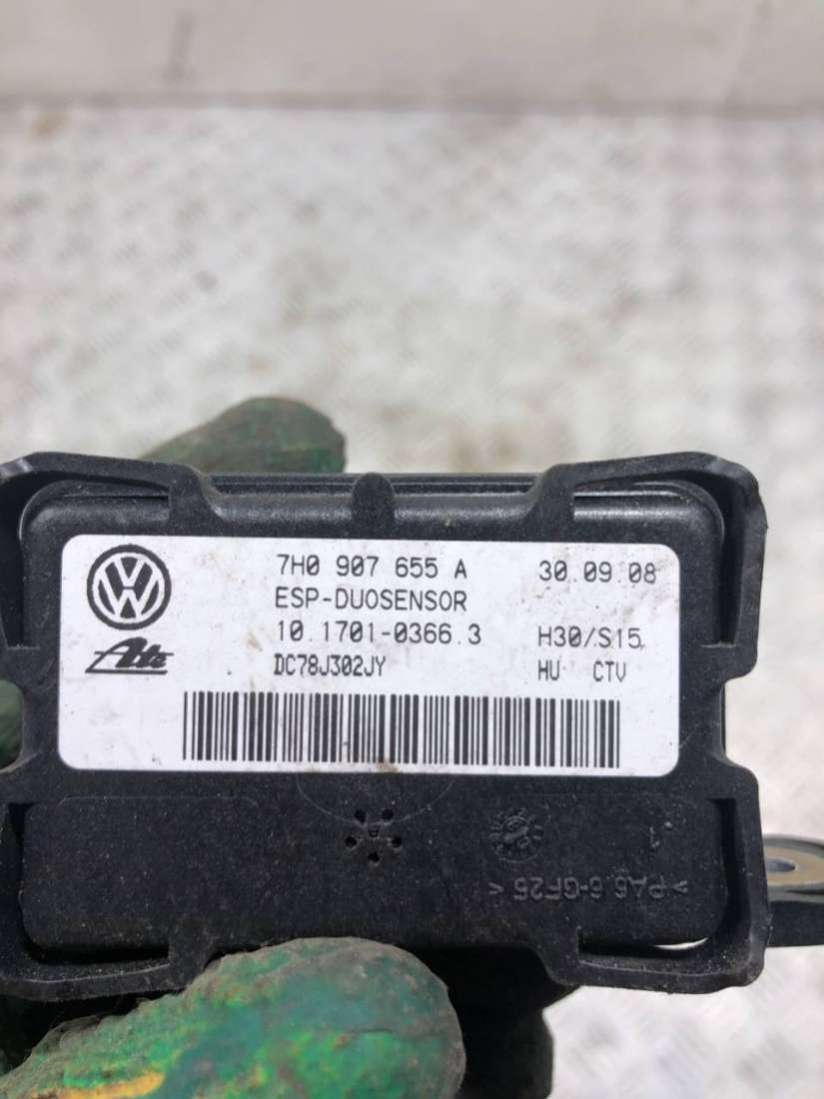 7H0 907 655 A 30.09.08
ESP-DUOSENSOR
10.1701-0366.3 H30/S15
Ate DC78J302JY HU CTV
>PA6.6-GF25<